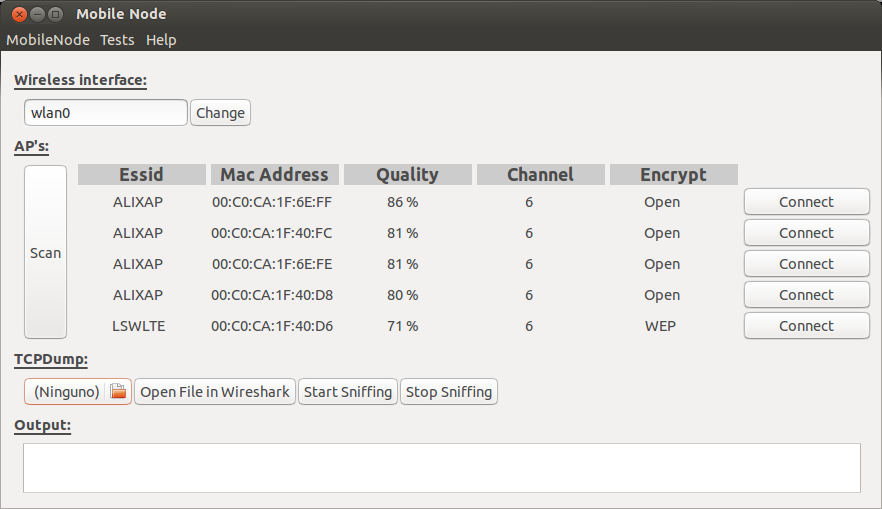 Mobile Node
MobileNode Tests Help
Wireless interface:
wlan0 Change
AP's:
Essid Mac Address Quality Channel Encrypt
ALIXAP 00:C0:CA:1F:6E:FF 86 % 6 Open Connect
ALIXAP 00:C0:CA:1F:40:FC 81 % 6 Open Connect
Scan
ALIXAP 00:C0:CA:1F:6E:FE 81 % 6 Open Connect
ALIXAP 00:C0:CA:1F:40:D8 80 % 6 Open Connect
LSWLTE 00:C0:CA:1F:40:D6 71 % 6 WEP Connect
TCPDump:
(Ninguno) Open File in Wireshark Start Sniffing Stop Sniffing
Output: